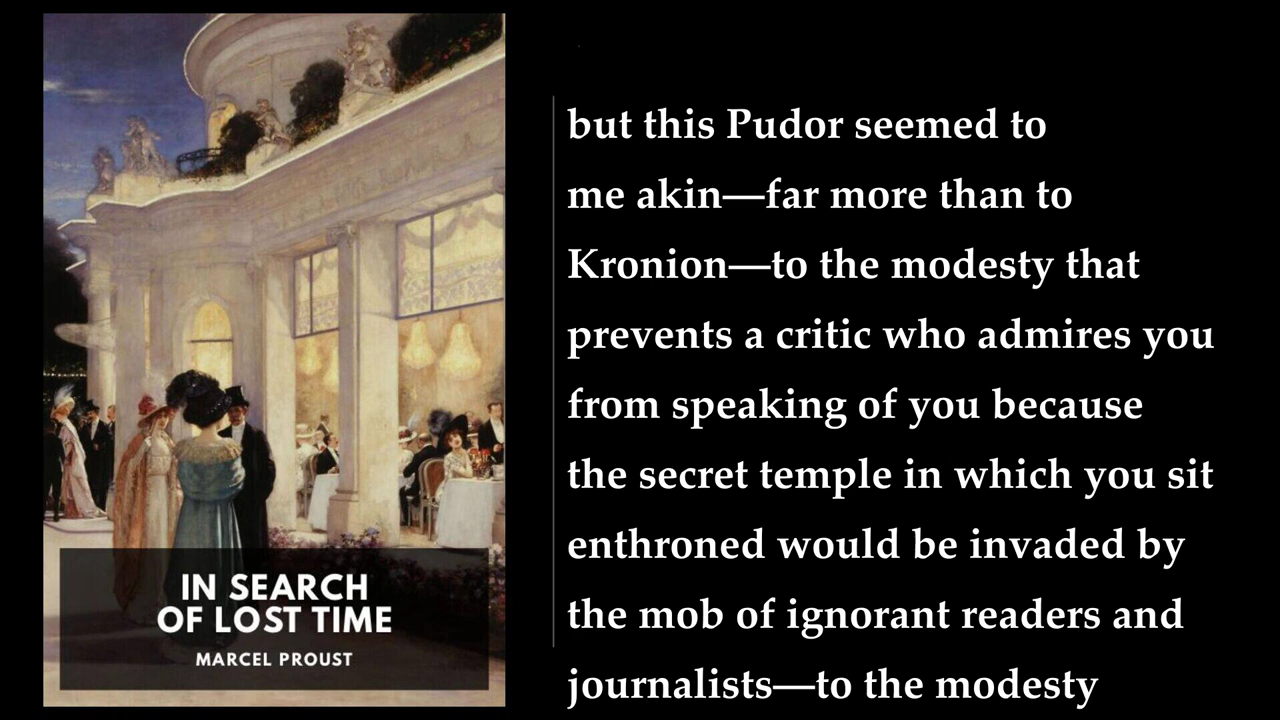 IN SEARCH
OF LOST TIME
MARCEL PROUST
but this Pudor seemed to
me akin—far more than to
Kronion—to the modesty that
prevents a critic who admires you
from speaking of you because
the secret temple in which you sit
enthroned would be invaded by
the mob of ignorant readers and
journalists—to the modesty